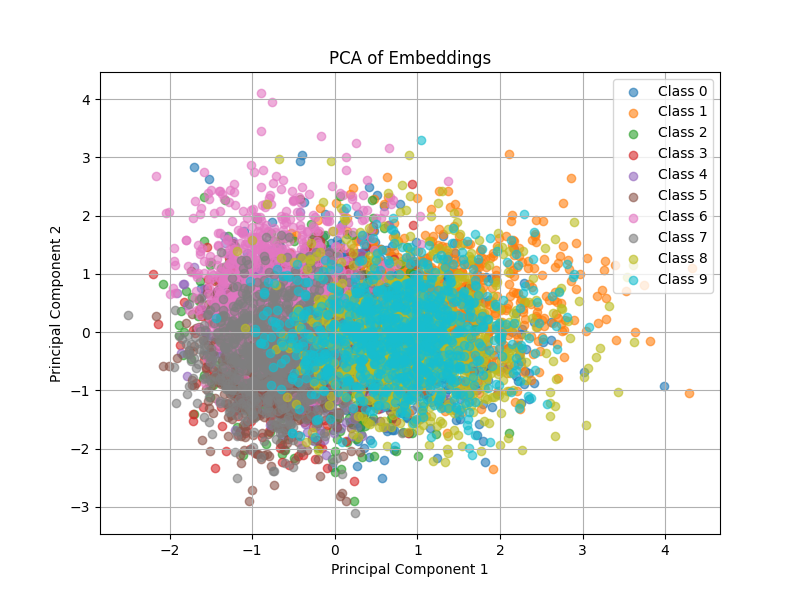 PCA of Embeddings
Class 0
Class 1
Class 2
Class 3
Class 4
Class 5
Class 6
Class 7
Class 8
Class 9
Principal Component 2
4
3
2
1
0
−1
−2
−3
−2 −1 0 1 2 3 4
Principal Component 1